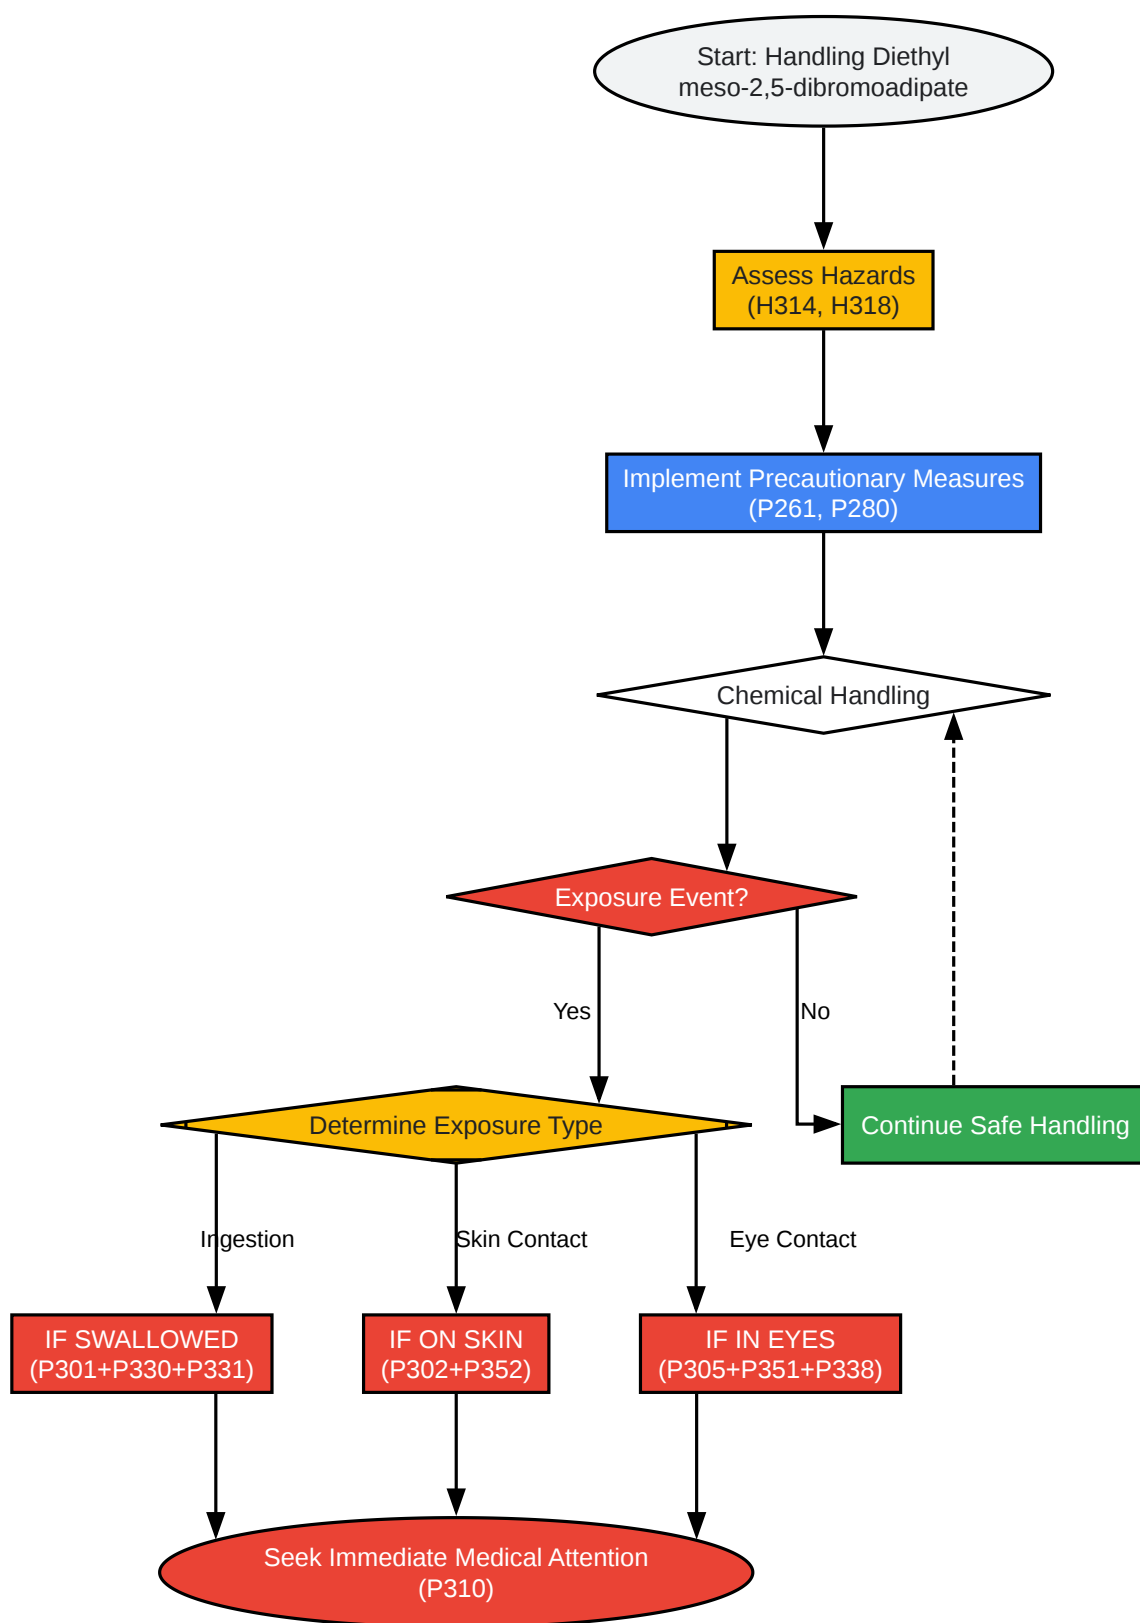 Start: Handling Diethyl
meso-2,5-dibromoadipate
Assess Hazards
(H314, H318)
Implement Precautionary Measures
(P261, P280)
Chemical Handling
Exposure Event?
Yes
No
Determine Exposure Type
Continue Safe Handling
Ingestion
Skin Contact
Eye Contact
IF SWALLOWED
(P301+P330+P331)
IF ON SKIN
(P302+P352)
IF IN EYES
(P305+P351+P338)
Seek Immediate Medical Attention
(P310)